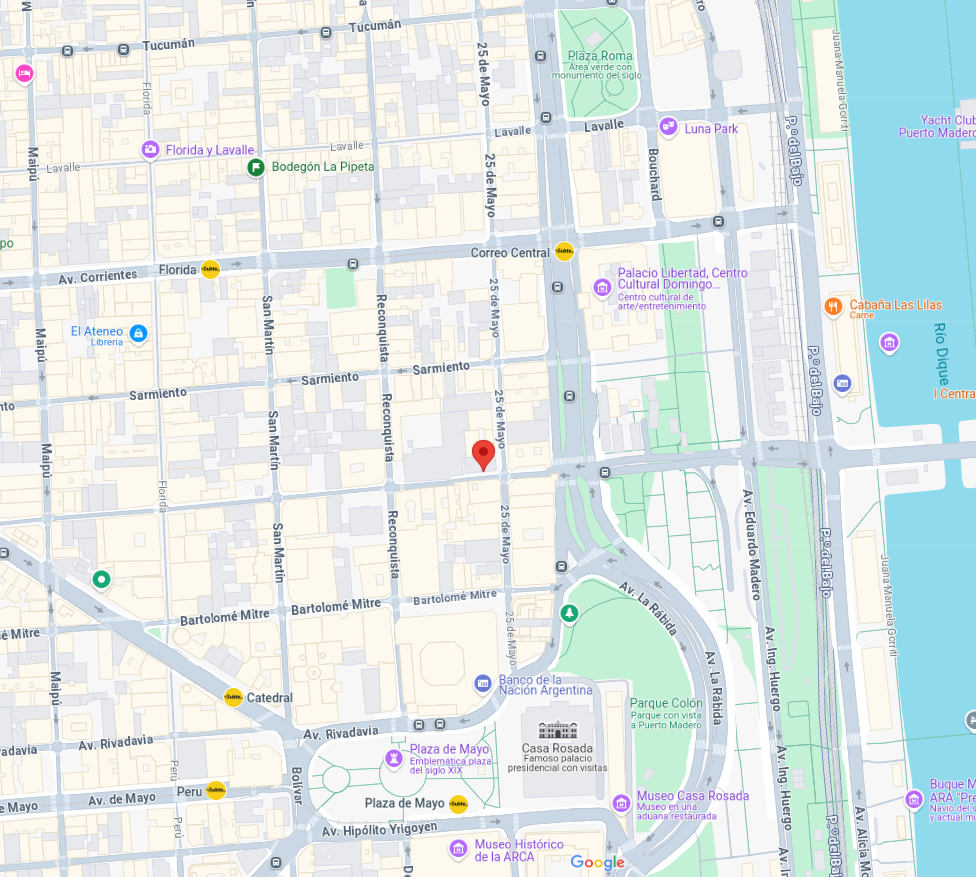 Tucumán
Tucumán
Plaza Roma
Área verde con
monumento del siglo...
25 de Mayo
Juana Manuela Gorriti
Florida
Lavalle
Lavalle
Luna Park
Yacht Club
Puerto Madero
P.º del Bajo
Maipú
Florida y Lavalle
Lavalle
Lavalle
Bodegón La Pipeta
25 de Mayo
Bouchard
Correo Central
Subte
Av. Corrientes
Florida
Subte
Palacio Libertad, Centro
Cultural Domingo...
Centro cultural de
arte/entretenimiento
25 de Mayo
San Martín
Reconquista
Cabaña Las Lilas
Carne
El Ateneo
Librería
Maipú
Río Dique
Sarmiento
Sarmiento
Sarmiento
P.º del Bajo
25 de Mayo
Reconquista
San Martín
Maipú
Florida
25 de Mayo
Reconquista
San Martín
Av. Eduardo Madero
P.º del Bajo
Juana Manuela Gorriti
Bartolomé Mitre
Bartolomé Mitre
Bartolomé Mitre
é Mitre
25 de Mayo
Av. La Rábida
Av. La Rábida
Av. Ing. Huergo
Maipú
Subte
Catedral
Banco de la
Nación Argentina
Parque Colón
Parque con vista
a Puerto Madero
Av. Rivadavia
Av. Rivadavia
adavia
Casa Rosada
Famoso palacio
presidencial con visitas
Plaza de Mayo
Emblemática plaza
del siglo XIX
Perú
Bolívar
Av. Ing. Huergo
Peru
Subte
Av. de Mayo
e Mayo
Plaza de Mayo
Subte
Museo Casa Rosada
Museo en una
aduana restaurada
Perú
Av. Hipólito Yrigoyen
P.º del Bajo
Av. Alicia Mo
Buque M
ARA "Pre
Navío del s
y actual mu
Museo Histórico
de la ARCA
Google